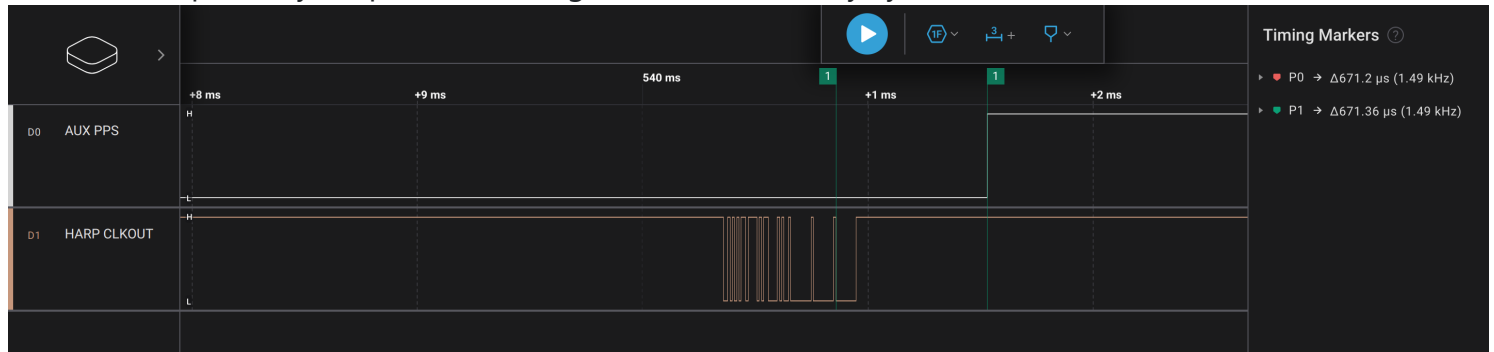 1F
3
+
Timing Markers ?
540 ms
1
1
P0 → Δ671.2 µs (1.49 kHz)
+8 ms
+9 ms
+1 ms
+2 ms
P1 → Δ671.36 µs (1.49 kHz)
H
D0 AUX PPS
L
H
D1 HARP CLKOUT
L